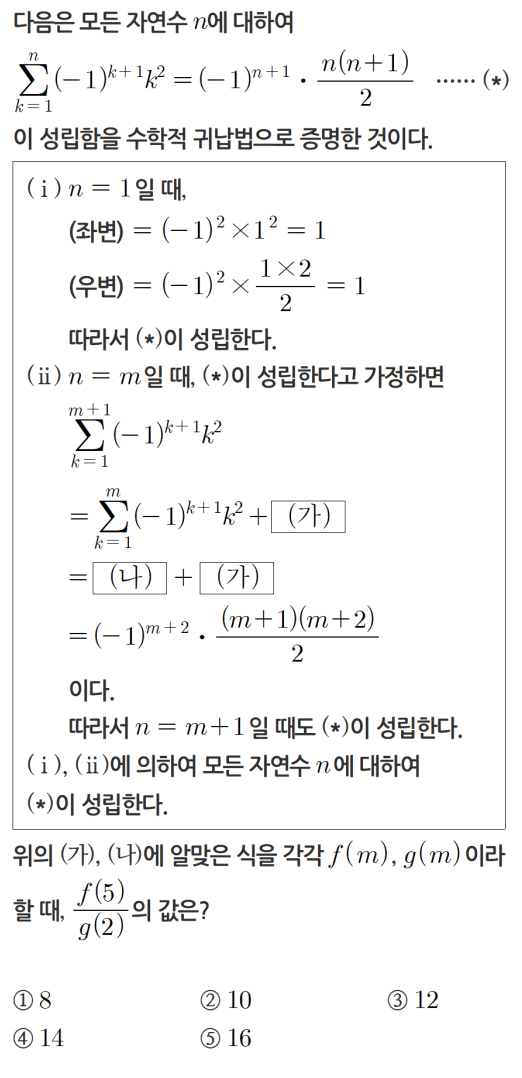 다음은 모든 자연수 n에 대하여
\sum_{k=1}^{n}(-1)^{k+1}k^2=(-1)^{n+1}·\frac{n(n+1)}{2} ······ (*)
이 성립함을 수학적 귀납법으로 증명한 것이다.
(ⅰ) n = 1일 때,
(좌변) = (-1)^2×1^2 = 1
(우변) = (-1)^2×\frac{1×2}{2} = 1
따라서 (*)이 성립한다.
(ⅱ) n = m일 때, (*)이 성립한다고 가정하면
\sum_{k=1}^{m+1}(-1)^{k+1}k^2
=\sum_{k=1}^{m}(-1)^{k+1}k^2+ (가)
= (나) + (가)
=(-1)^{m+2}·\frac{(m+1)(m+2)}{2}
이다.
따라서 n = m+1일 때도 (*)이 성립한다.
(ⅰ), (ⅱ)에 의하여 모든 자연수 n에 대하여
(*)이 성립한다.
위의 (가), (나)에 알맞은 식을 각각 f(m), g(m)이라
할 때, \frac{f(5)}{g(2)}의 값은?
① 8 ② 10 ③ 12
④ 14 ⑤ 16